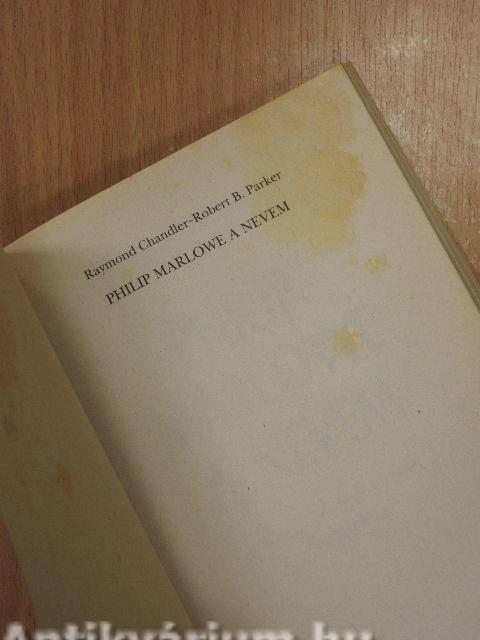 Raymond Chandler-Robert B. Parker
PHILIP MARLOWE A NEVEM
Antikvárium.hu